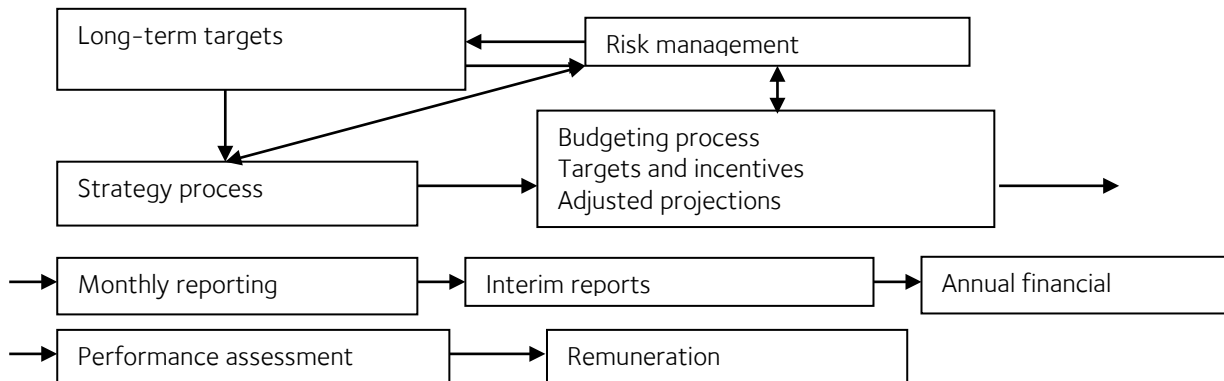 Long-term targets
Risk management
Budgeting process
Targets and incentives
Adjusted projections
Strategy process
Monthly reporting
Interim reports
Annual financial
Performance assessment
Remuneration